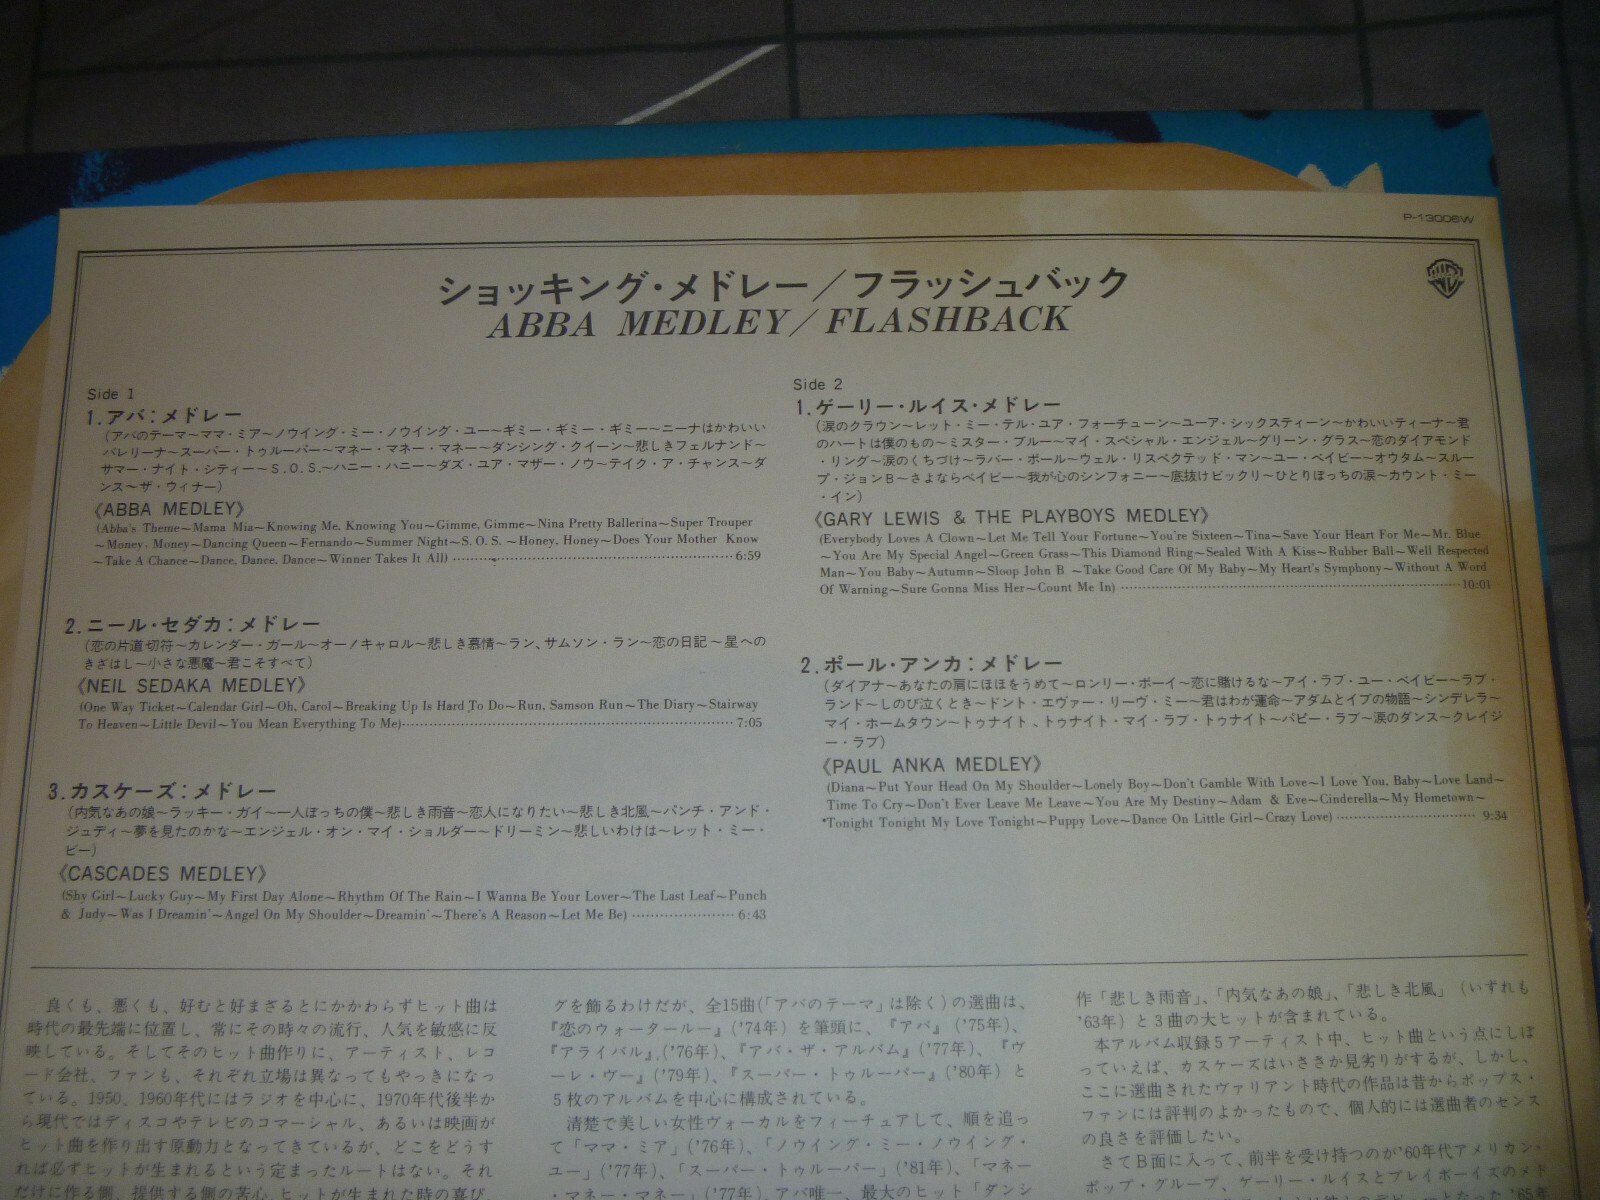 P-13006W
ショッキング・メドレー／フラッシュバック
ABBA MEDLEY／FLASHBACK
Side 1
1.アバ：メドレー
(アバのテーマ〜ママ・ミア〜ノウイング・ミー・ノウイング・ユー〜ギミー・ギミー・ギミー〜ニーナはかわいい
バレリーナ〜スーパー・トゥルーパー〜マネー・マネー・マネー〜ダンシング・クイーン〜悲しきフェルナンド〜
サマー・ナイト・シティー〜S.O.S.〜ハニー・ハニー〜ダズ・ユア・マザー・ノウ〜テイク・ア・チャンス〜ダ
ンス〜ザ・ウィナー)
《ABBA MEDLEY》
(Abba's Theme〜Mama Mia〜Knowing Me, Knowing You〜Gimme, Gimme〜Nina Pretty Ballerina〜Super Trouper
〜Money, Money〜Dancing Queen〜Fernando〜Summer Night〜S. O. S. 〜Honey, Honey〜Does Your Mother Know
〜Take A Chance〜Dance, Dance, Dance〜Winner Takes It All) 6:59
2.ニール・セダカ：メドレー
(恋の片道切符〜カレンダー・ガール〜オー！キャロル〜悲しき慕情〜ラン、サムソン・ラン〜恋の日記〜星への
きざはし〜小さな悪魔〜君こそすべて)
《NEIL SEDAKA MEDLEY》
(One Way Ticket〜Calendar Girl〜Oh, Carol〜Breaking Up Is Hard To Do〜Run, Samson Run〜The Diary〜Stairway
To Heaven〜Little Devil〜You Mean Everything To Me) 7:05
3.カスケーズ：メドレー
(内気なあの娘〜ラッキー・ガイ〜一人ぼっちの僕〜悲しき雨音〜恋人になりたい〜悲しき北風〜パンチ・アンド・
ジュディ〜夢を見たのかな〜エンジェル・オン・マイ・ショルダー〜ドリーミン〜悲しいわけは〜レット・ミー・
ビー)
《CASCADES MEDLEY》
(Shy Girl〜Lucky Guy〜My First Day Alone〜Rhythm Of The Rain〜I Wanna Be Your Lover〜The Last Leaf〜Punch
& Judy〜Was I Dreamin'〜Angel On My Shoulder〜Dreamin'〜There's A Reason〜Let Me Be) 6:43
Side 2
1.ゲーリー・ルイス・メドレー
(涙のクラウン〜レット・ミー・テル・ユア・フォーチューン〜ユーア・シックスティーン〜かわいいティーナ〜君
のハートは僕のもの〜ミスター・ブルー〜マイ・スペシャル・エンジェル〜グリーン・グラス〜恋のダイアモンド
・リング〜涙のくちづけ〜ラバー・ボール〜ウェル・リスペクテッド・マン〜ユー・ベイビー〜オウタム〜スルー
プ・ジョンB〜さよならベイビー〜我が心のシンフォニー〜底抜けビックリ〜ひとりぼっちの涙〜カウント・ミー
・イン)
《GARY LEWIS & THE PLAYBOYS MEDLEY》
(Everybody Loves A Clown〜Let Me Tell Your Fortune〜You're Sixteen〜Tina〜Save Your Heart For Me〜Mr. Blue
〜You Are My Special Angel〜Green Grass〜This Diamond Ring〜Sealed With A Kiss〜Rubber Ball〜Well Respected
Man〜You Baby〜Autumn〜Sloop John B 〜Take Good Care Of My Baby〜My Heart's Symphony〜Without A Word
Of Warning〜Sure Gonna Miss Her〜Count Me In) 10:01
2.ポール・アンカ：メドレー
(ダイアナ〜あなたの肩にほほをうめて〜ロンリー・ボーイ〜恋に賭けるな〜アイ・ラブ・ユー・ベイビー〜ラブ・
ランド〜しのび泣くとき〜ドント・エヴァー・リーヴ・ミー〜君はわが運命〜アダムとイブの物語〜シンデレラ〜
マイ・ホームタウン〜トゥナイト、トゥナイト・マイ・ラブ・トゥナイト〜パピー・ラブ〜涙のダンス〜クレイジ
ー・ラブ)
《PAUL ANKA MEDLEY》
(Diana〜Put Your Head On My Shoulder〜Lonely Boy〜Don't Gamble With Love〜I Love You, Baby〜Love Land〜
Time To Cry〜Don't Ever Leave Me Leave〜You Are My Destiny〜Adam & Eve〜Cinderella〜My Hometown〜
*Tonight Tonight My Love Tonight〜Puppy Love〜Dance On Little Girl〜Crazy Love) 9:34
良くも、悪くも、好むと好まざるとにかかわらずヒット曲は
時代の最先端に位置し、常にその時々の流行、人気を敏感に反
映している。そしてそのヒット曲作りに、アーティスト、レコ
ード会社、ファンも、それぞれ立場は異なってもやっきになっ
ている。1950、1960年代にはラジオを中心に、1970年代後半か
ら現代ではディスコやテレビのコマーシャル、あるいは映画が
ヒット曲を作り出す原動力となってきているが、どこをどうす
れば必ずヒットが生まれるという定まったルートはない。それ
だけに作る側、提供する側の苦心、ヒットが生まれた時の喜び、
グを飾るわけだが、全15曲(「アバのテーマ」は除く)の選曲は、
『恋のウォータールー』('74年)を筆頭に、『アバ』('75年)、
『アライバル』('76年)、『アバ・ザ・アルバム』('77年)、『ヴ
ーレ・ヴー』('79年)、『スーパー・トゥルーパー』('80年)と
5枚のアルバムを中心に構成されている。
清楚で美しい女性ヴォーカルをフィーチュアして、順を追っ
て「ママ・ミア」('76年)、「ノウイング・ミー・ノウイング・
ユー」('77年)、「スーパー・トゥルーパー」('81年)、「マネー
・マネー・マネー」('77年)、アバ唯一、最大のヒット「ダンシ
作「悲しき雨音」、「内気なあの娘」、「悲しき北風」(いずれも
'63年)と3曲の大ヒットが含まれている。
本アルバム収録5アーティスト中、ヒット曲という点にしぼ
っていえば、カスケーズはいささか見劣りがするが、しかし、
ここに選曲されたヴァリアント時代の作品は昔からポップス・
ファンには評判のよかったもので、個人的には選曲者のセンス
の良さを評価したい。
さてB面に入って、前半を受け持つのが'60年代アメリカン・
ポップ・グループ、ゲーリー・ルイスとプレイボーイズのメド